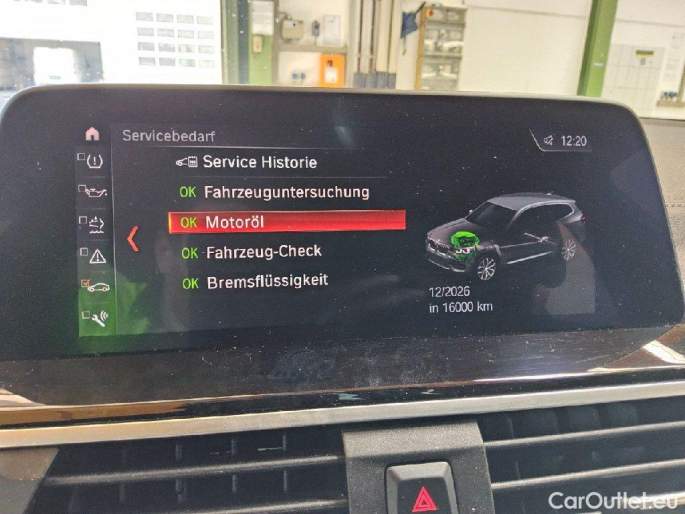 Servicebedarf
12:20
Service Historie
OK Fahrzeuguntersuchung
OK Motoröl
OK Fahrzeug-Check
OK Bremsflüssigkeit
12/2026
in 16000 km
CarOutlet.eu